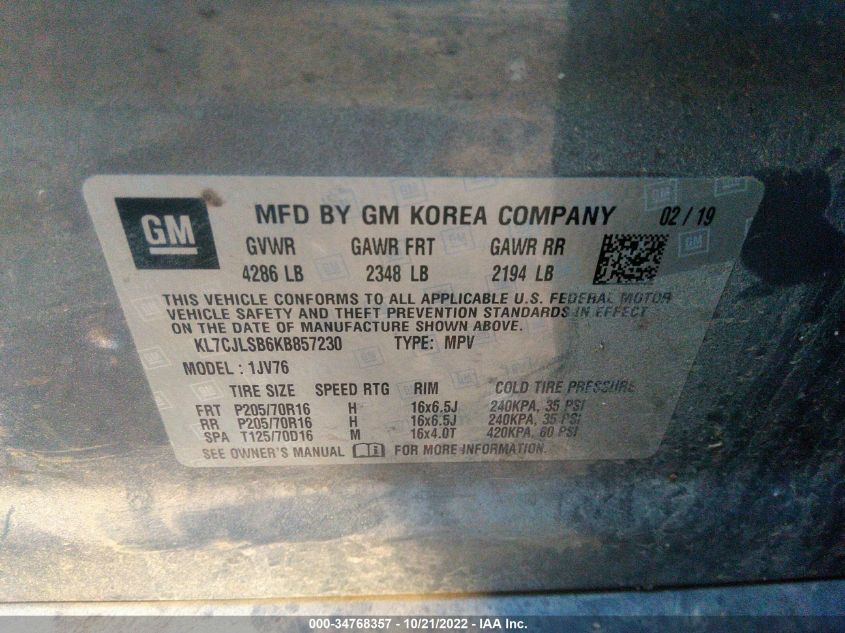 GM
MFD BY GM KOREA COMPANY 02 / 19
GVWR GAWR FRT GAWR RR
4286 LB 2348 LB 2194 LB
THIS VEHICLE CONFORMS TO ALL APPLICABLE U.S. FEDERAL MOTOR
VEHICLE SAFETY AND THEFT PREVENTION STANDARDS IN EFFECT
ON THE DATE OF MANUFACTURE SHOWN ABOVE.
KL7CJLSB6KB857230 TYPE: MPV
MODEL : 1JV76
TIRE SIZE SPEED RTG RIM COLD TIRE PRESSURE
FRT P205/70R16 H 16x6.5J 240KPA, 35 PSI
RR P205/70R16 H 16x6.5J 240KPA, 35 PSI
SPA T125/70D16 M 16x4.0T 420KPA, 60 PSI
SEE OWNER'S MANUAL FOR MORE INFORMATION.
000-34768357 - 10/21/2022 - IAA Inc.